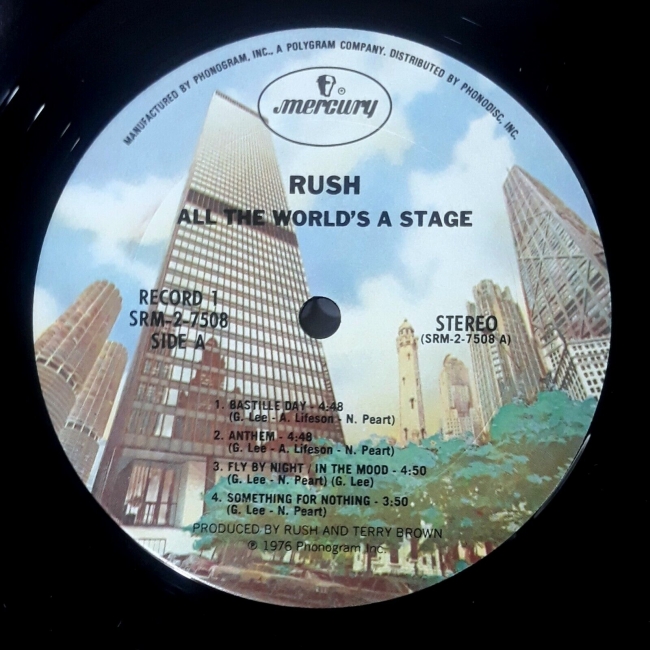 MANUFACTURED BY PHONOGRAM, INC., A POLYGRAM COMPANY. DISTRIBUTED BY PHONODISC, INC.
mercury ®
RUSH
ALL THE WORLD'S A STAGE
RECORD 1
SRM-2-7508
SIDE A
STEREO
(SRM-2-7508 A)
1. BASTILLE DAY - 4:48
(G. Lee - A. Lifeson - N. Peart)
2. ANTHEM - 4:48
(G. Lee - A. Lifeson - N. Peart)
3. FLY BY NIGHT / IN THE MOOD - 4:50
(G. Lee - N. Peart) (G. Lee)
4. SOMETHING FOR NOTHING - 3:50
(G. Lee - N. Peart)
PRODUCED BY RUSH AND TERRY BROWN
℗ 1976 Phonogram Inc.